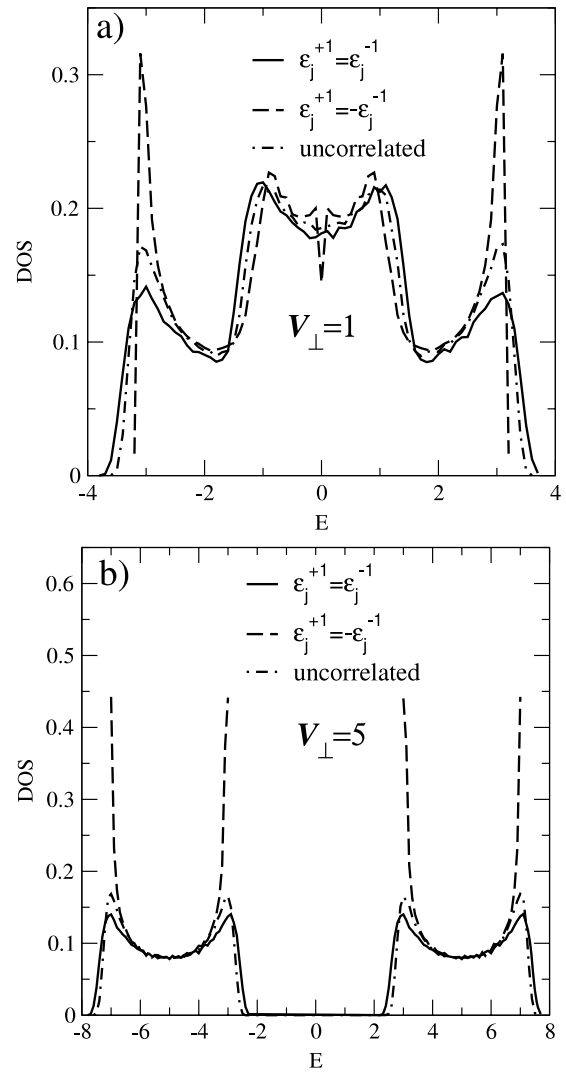 a)
0.3
ε_j^{+1}=ε_j^{-1}
ε_j^{+1}=-ε_j^{-1}
uncorrelated
0.2
DOS
V_⊥=1
0.1
0
-4 -2 0 2 4
E
b)
0.6
ε_j^{+1}=ε_j^{-1}
0.5
ε_j^{+1}=-ε_j^{-1}
uncorrelated
0.4
V_⊥=5
DOS
0.3
0.2
0.1
0
-8 -6 -4 -2 0 2 4 6 8
E